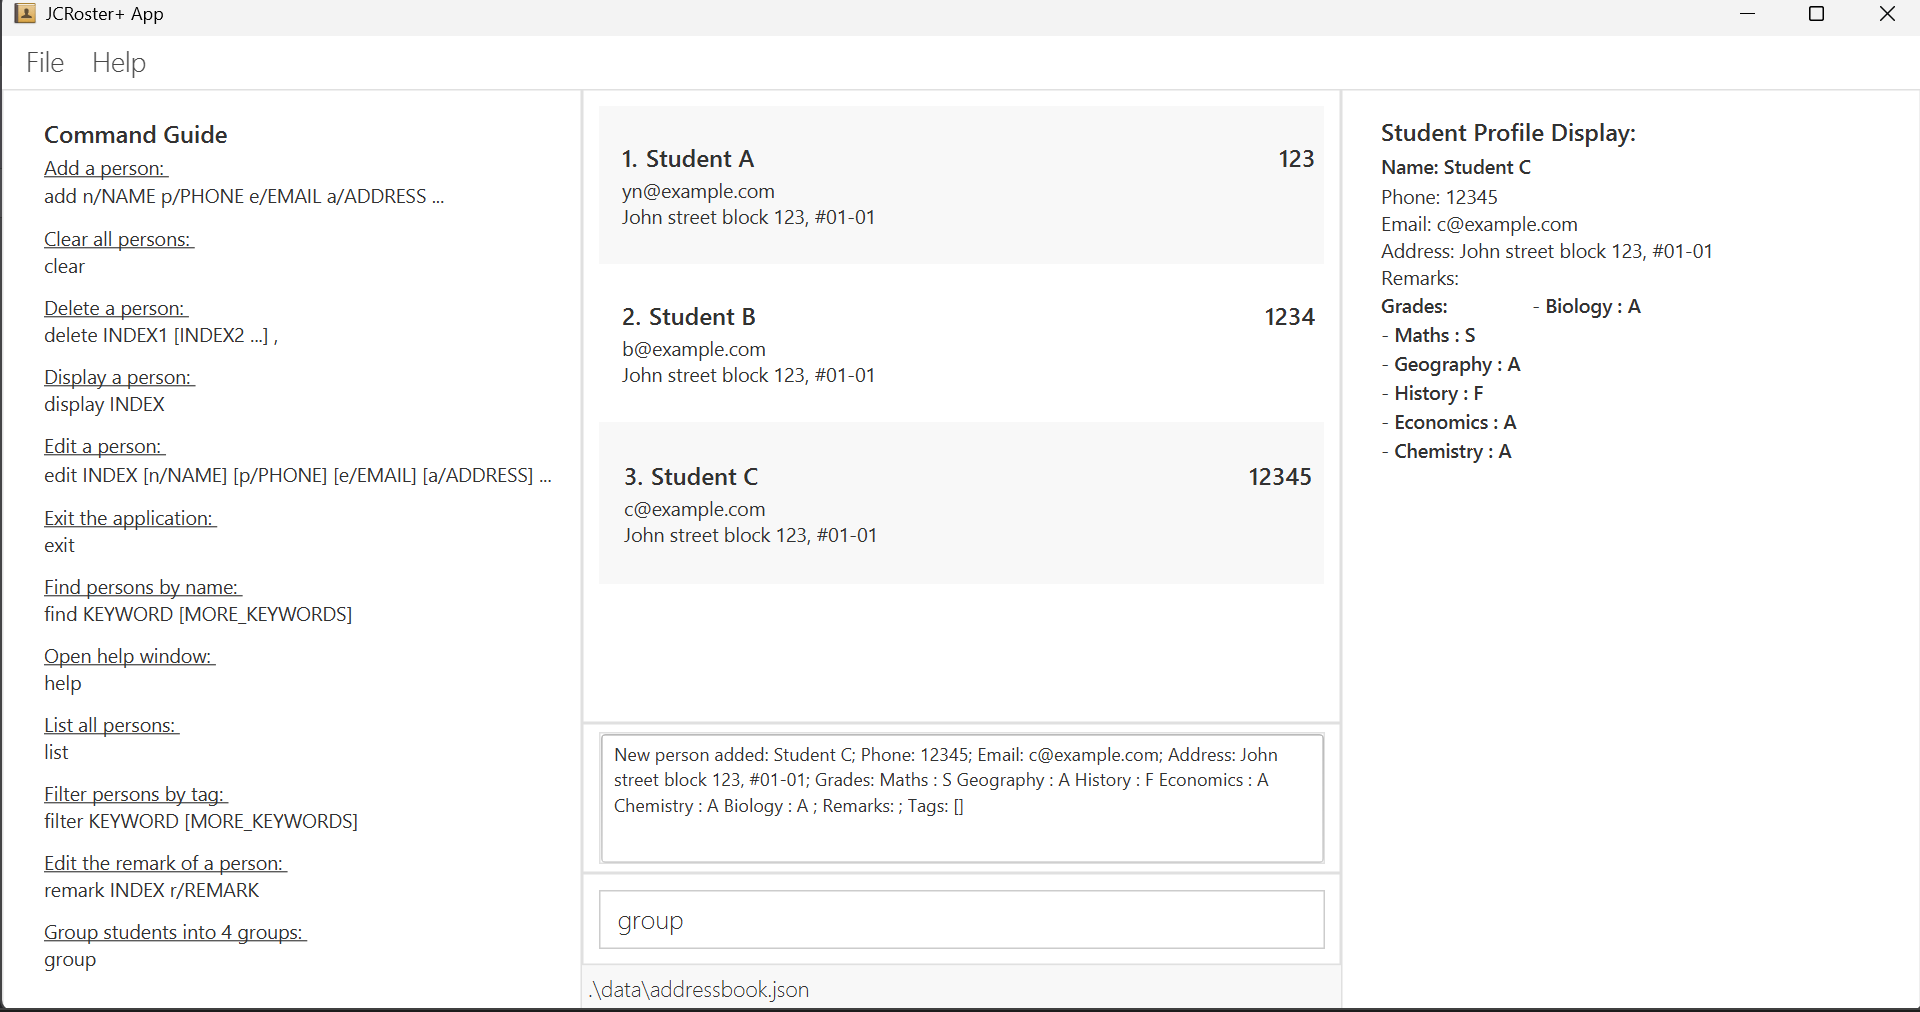 JCRoster+ App
File Help
Command Guide
Add a person:
add n/NAME p/PHONE e/EMAIL a/ADDRESS ...
Clear all persons:
clear
Delete a person:
delete INDEX1 [INDEX2 ...] ,
Display a person:
display INDEX
Edit a person:
edit INDEX [n/NAME] [p/PHONE] [e/EMAIL] [a/ADDRESS] ...
Exit the application:
exit
Find persons by name:
find KEYWORD [MORE_KEYWORDS]
Open help window:
help
List all persons:
list
Filter persons by tag:
filter KEYWORD [MORE_KEYWORDS]
Edit the remark of a person:
remark INDEX r/REMARK
Group students into 4 groups:
group
1. Student A 123
yn@example.com
John street block 123, #01-01
2. Student B 1234
b@example.com
John street block 123, #01-01
3. Student C 12345
c@example.com
John street block 123, #01-01
New person added: Student C; Phone: 12345; Email: c@example.com; Address: John
street block 123, #01-01; Grades: Maths : S Geography : A History : F Economics : A
Chemistry : A Biology : A ; Remarks: ; Tags: []
group
.\data\addressbook.json
Student Profile Display:
Name: Student C
Phone: 12345
Email: c@example.com
Address: John street block 123, #01-01
Remarks:
Grades: - Biology : A
- Maths : S
- Geography : A
- History : F
- Economics : A
- Chemistry : A